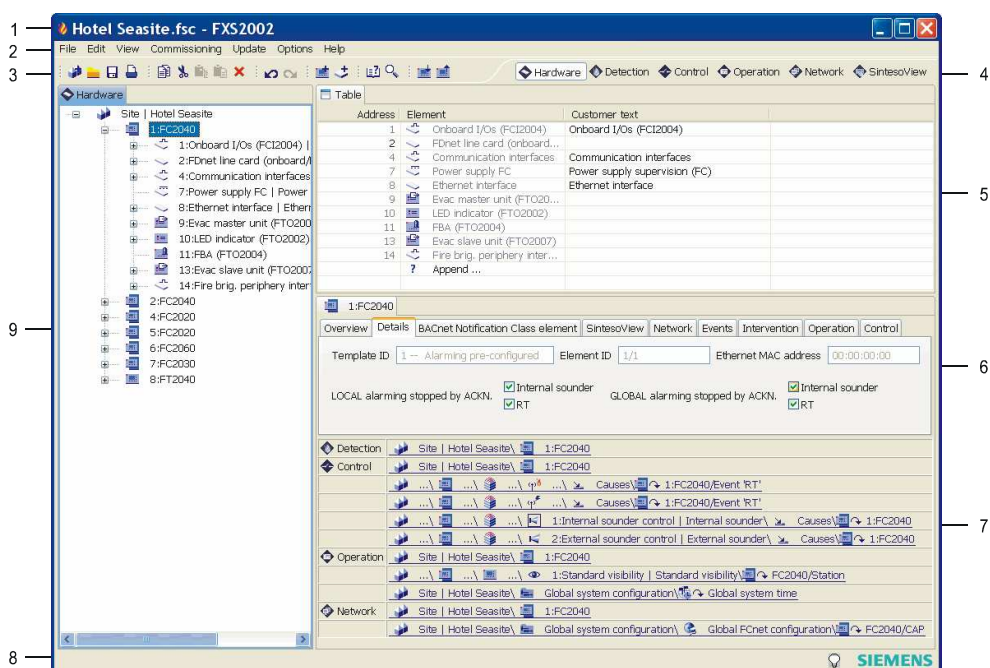 1
Hotel Seasite.fsc - FXS2002
2
File Edit View Commissioning Update Options Help
3
Hardware Detection Control Operation Network SintesoView
4
Hardware
Site | Hotel Seasite
1:FC2040
1:Onboard I/Os (FCI2004) |
2:FDnet line card (onboard/I
4:Communication interfaces
7:Power supply FC | Power
8:Ethernet interface | Ethern
9:Evac master unit (FTO200
10:LED indicator (FTO2002)
11:FBA (FTO2004)
13:Evac slave unit (FTO2007
14:Fire brig. periphery inter
2:FC2040
4:FC2020
5:FC2020
6:FC2060
7:FC2030
8:FT2040
9
Table
Address Element Customer text
1 Onboard I/Os (FCI2004) Onboard I/Os (FCI2004)
2 FDnet line card (onboard...
4 Communication interfaces Communication interfaces
7 Power supply FC Power supply supervision (FC)
8 Ethernet interface Ethernet interface
9 Evac master unit (FTO20...
10 LED indicator (FTO2002)
11 FBA (FTO2004)
13 Evac slave unit (FTO2007)
14 Fire brig. periphery inter...
? Append ...
5
1:FC2040
Overview Details BACnet Notification Class element SintesoView Network Events Intervention Operation Control
Template ID 1 -- Alarming pre-configured Element ID 1/1 Ethernet MAC address 00:00:00:00
6
LOCAL alarming stopped by ACKN. Internal sounder RT GLOBAL alarming stopped by ACKN. Internal sounder RT
Detection Site | Hotel Seasite\ 1:FC2040
Control Site | Hotel Seasite\ 1:FC2040
...\ ...\ ...\ Causes\ 1:FC2040/Event 'RT'
...\ ...\ ...\ Causes\ 1:FC2040/Event 'RT'
...\ ...\ 1:Internal sounder control | Internal sounder\ Causes\ 1:FC2040
...\ ...\ 2:External sounder control | External sounder\ Causes\ 1:FC2040
7
Operation Site | Hotel Seasite\ 1:FC2040
...\ ...\ 1:Standard visibility | Standard visibility\ FC2040/Station
Site | Hotel Seasite\ Global system configuration\ Global system time
Network Site | Hotel Seasite\ 1:FC2040
Site | Hotel Seasite\ Global system configuration\ Global FCnet configuration\ FC2040/CAP
8
SIEMENS